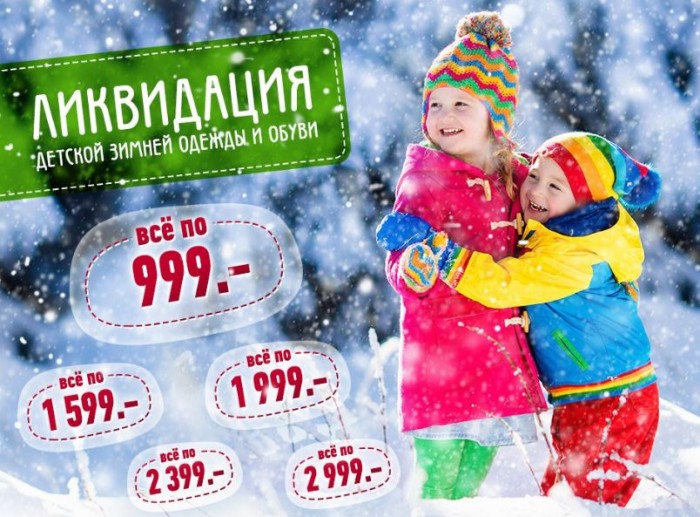 ЛИКВИДАЦИЯ
ДЕТСКОЙ ЗИМНЕЙ ОДЕЖДЫ И ОБУВИ
всё по
999.-
всё по
1 599.-
всё по
1 999.-
всё по
2 399.-
всё по
2 999.-